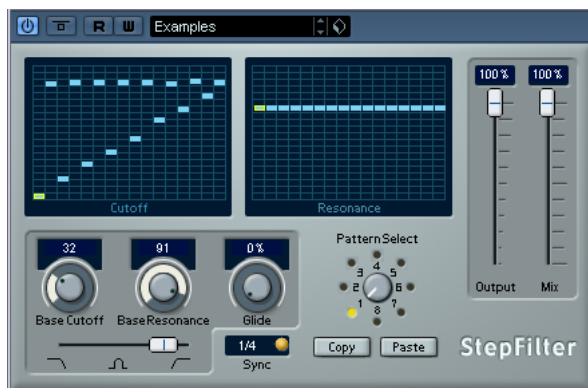 R W Examples
100% 100%
Cutoff Resonance
32 91 0%
Base Cutoff Base Resonance Glide
Pattern Select
1 2 3 4 5 6 7 8
Output Mix
1/4
Sync
Copy Paste
StepFilter